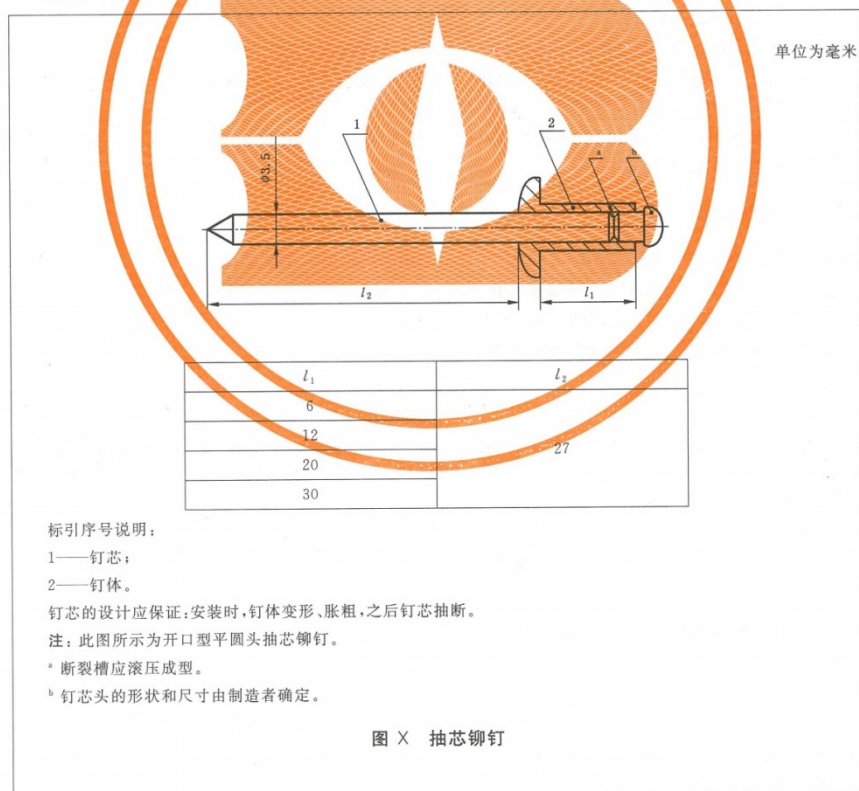 单位为毫米
1
2
a
b
φ3.5
l₂
l₁
l₁ l₂
6
12
27
20
30
标引序号说明：
1——钉芯；
2——钉体。
钉芯的设计应保证：安装时，钉体变形、胀粗，之后钉芯抽断。
注：此图所示为开口型平圆头抽芯铆钉。
ᵃ 断裂槽应滚压成型。
ᵇ 钉芯头的形状和尺寸由制造者确定。
图 X 抽芯铆钉